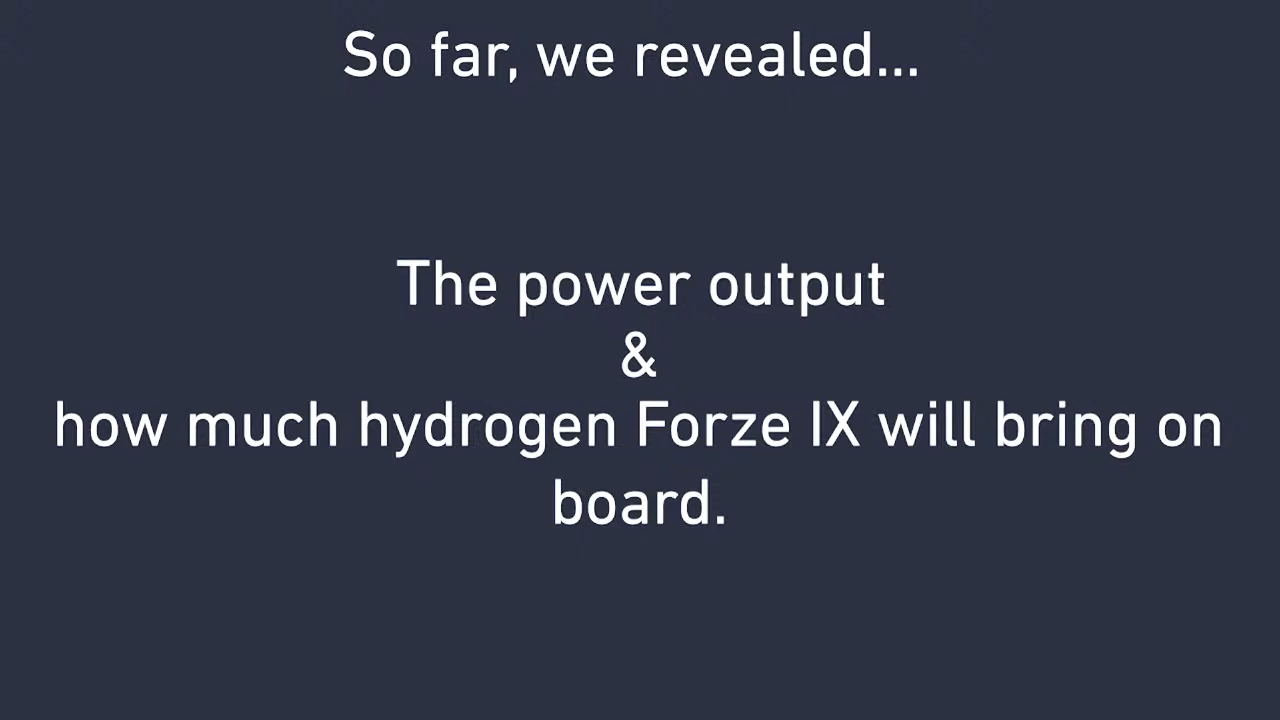 So far, we revealed...
The power output
&
how much hydrogen Forze IX will bring on
board.